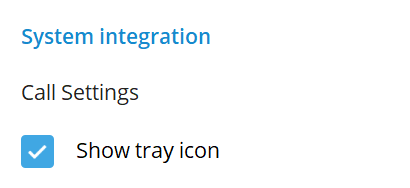 System integration
Call Settings
Show tray icon